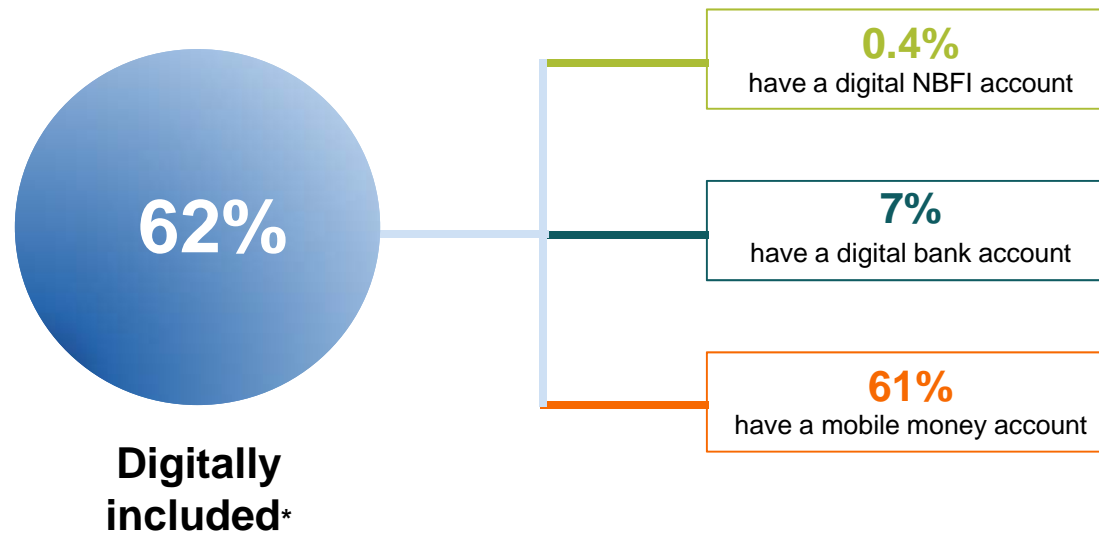 62%
Digitally
included*
0.4%
have a digital NBFI account
7%
have a digital bank account
61%
have a mobile money account